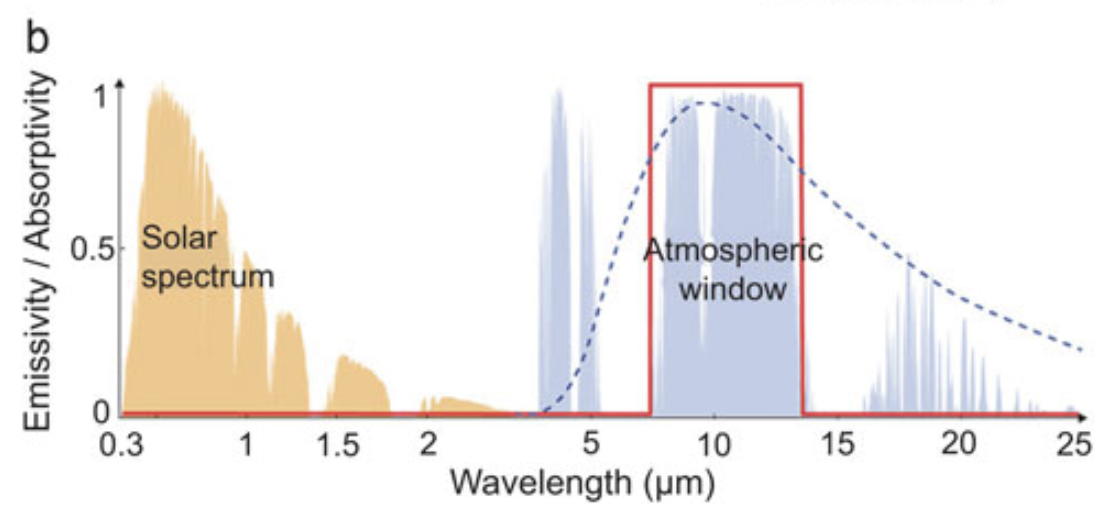 b
Emissivity / Absorptivity
1
0.5
0
Solar
spectrum
Atmospheric
window
0.3 1 1.5 2 5 10 15 20 25
Wavelength (μm)